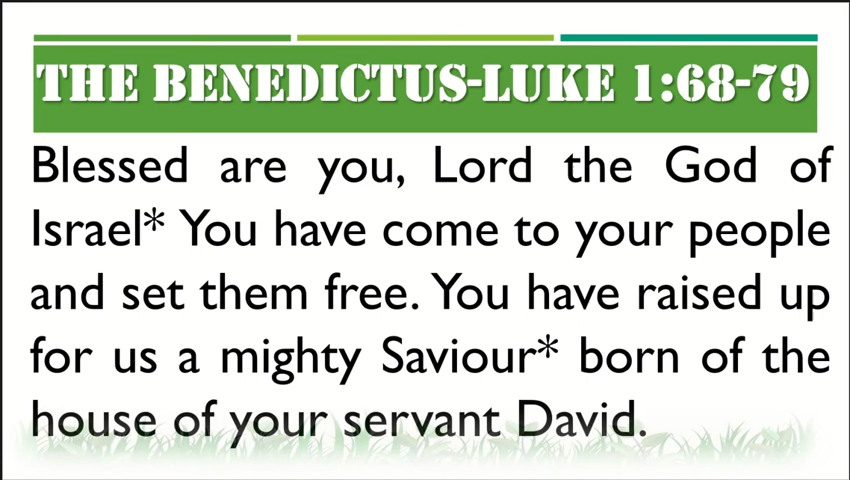 THE BENEDICTUS-LUKE 1:68-79
Blessed are you, Lord the God of
Israel* You have come to your people
and set them free. You have raised up
for us a mighty Saviour* born of the
house of your servant David.